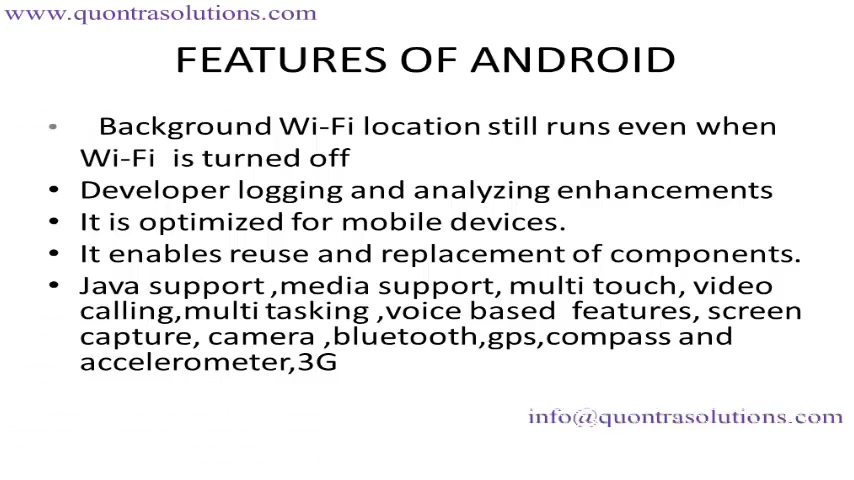 www.quontrasolutions.com
FEATURES OF ANDROID
• Background Wi-Fi location still runs even when
Wi-Fi is turned off
• Developer logging and analyzing enhancements
• It is optimized for mobile devices.
• It enables reuse and replacement of components.
• Java support ,media support, multi touch, video
calling,multi tasking ,voice based features, screen
capture, camera ,bluetooth,gps,compass and
accelerometer,3G
info@quontrasolutions.com